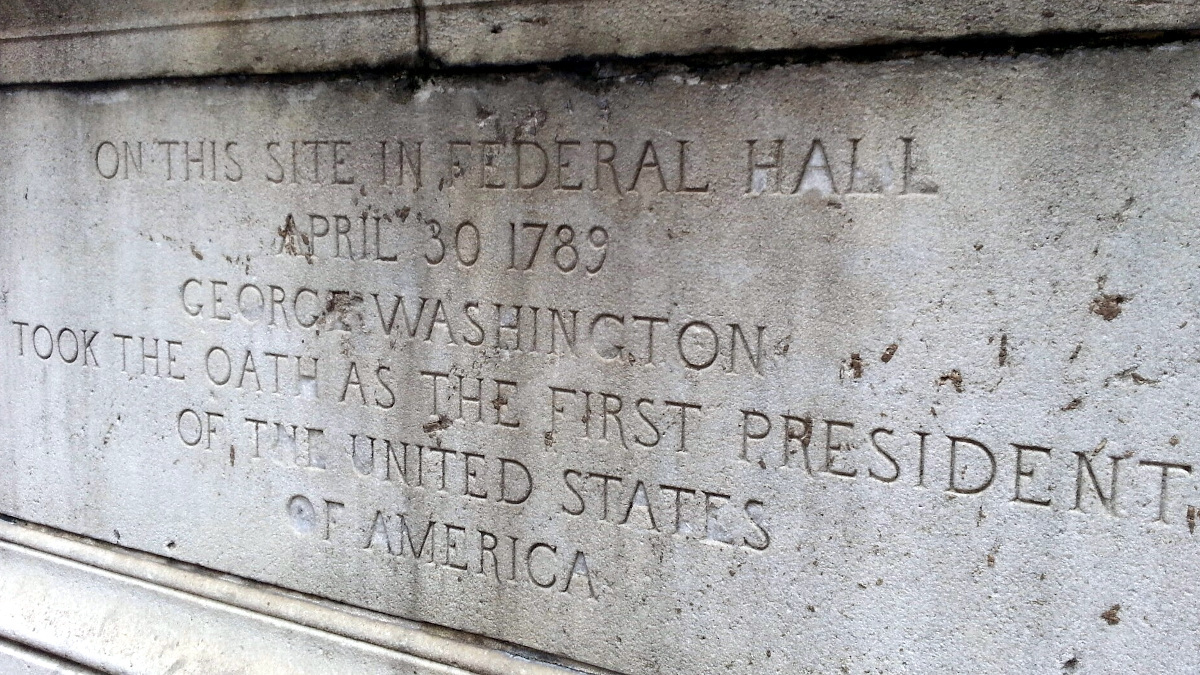 ON THIS SITE IN FEDERAL HALL
APRIL 30 1789
GEORGE WASHINGTON
TOOK THE OATH AS THE FIRST PRESIDENT
OF THE UNITED STATES
OF AMERICA